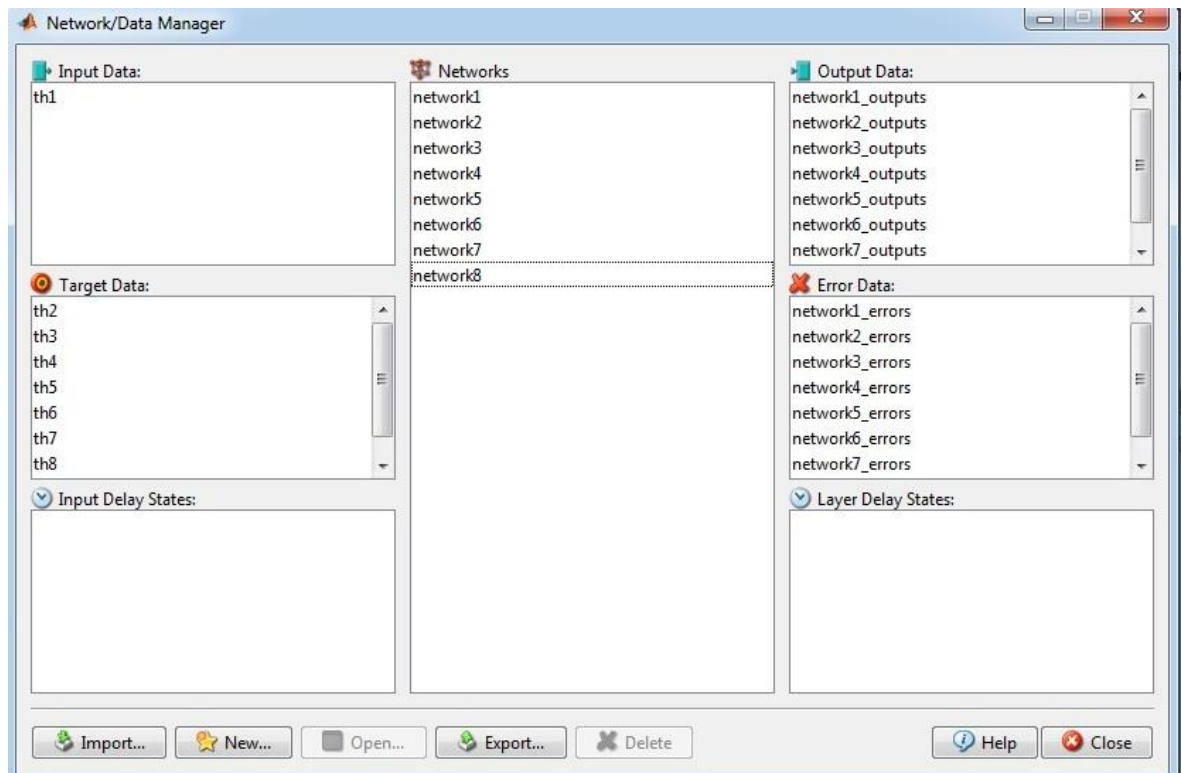 Network/Data Manager
Input Data:
th1
Target Data:
th2
th3
th4
th5
th6
th7
th8
Input Delay States:
Networks
network1
network2
network3
network4
network5
network6
network7
network8
Output Data:
network1_outputs
network2_outputs
network3_outputs
network4_outputs
network5_outputs
network6_outputs
network7_outputs
Error Data:
network1_errors
network2_errors
network3_errors
network4_errors
network5_errors
network6_errors
network7_errors
Layer Delay States:
Import...
New...
Open...
Export...
Delete
Help
Close